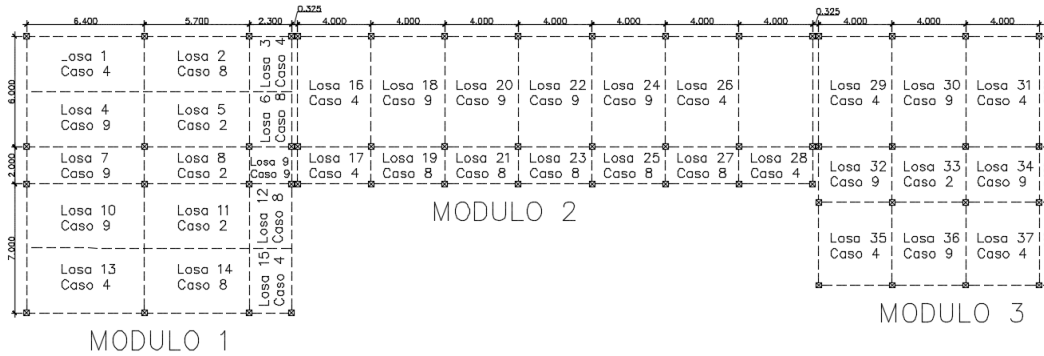 6.400 5.700 2.300 0.325 4.000 4.000 4.000 4.000 4.000 4.000 4.000 0.325 4.000 4.000 4.000
6.000
2.000
7.000
Losa 1
Caso 4
Losa 2
Caso 8
Losa 3
Caso 4
Losa 4
Caso 9
Losa 5
Caso 2
Losa 6
Caso 8
Losa 7
Caso 9
Losa 8
Caso 2
Losa 9
Caso 9
Losa 10
Caso 9
Losa 11
Caso 2
Losa 12
Caso 8
Losa 13
Caso 4
Losa 14
Caso 8
Losa 15
Caso 4
MODULO 1
Losa 16
Caso 4
Losa 18
Caso 9
Losa 20
Caso 9
Losa 22
Caso 9
Losa 24
Caso 9
Losa 26
Caso 4
Losa 17
Caso 4
Losa 19
Caso 8
Losa 21
Caso 8
Losa 23
Caso 8
Losa 25
Caso 8
Losa 27
Caso 8
Losa 28
Caso 4
MODULO 2
Losa 29
Caso 4
Losa 30
Caso 9
Losa 31
Caso 4
Losa 32
Caso 9
Losa 33
Caso 2
Losa 34
Caso 9
Losa 35
Caso 4
Losa 36
Caso 9
Losa 37
Caso 4
MODULO 3